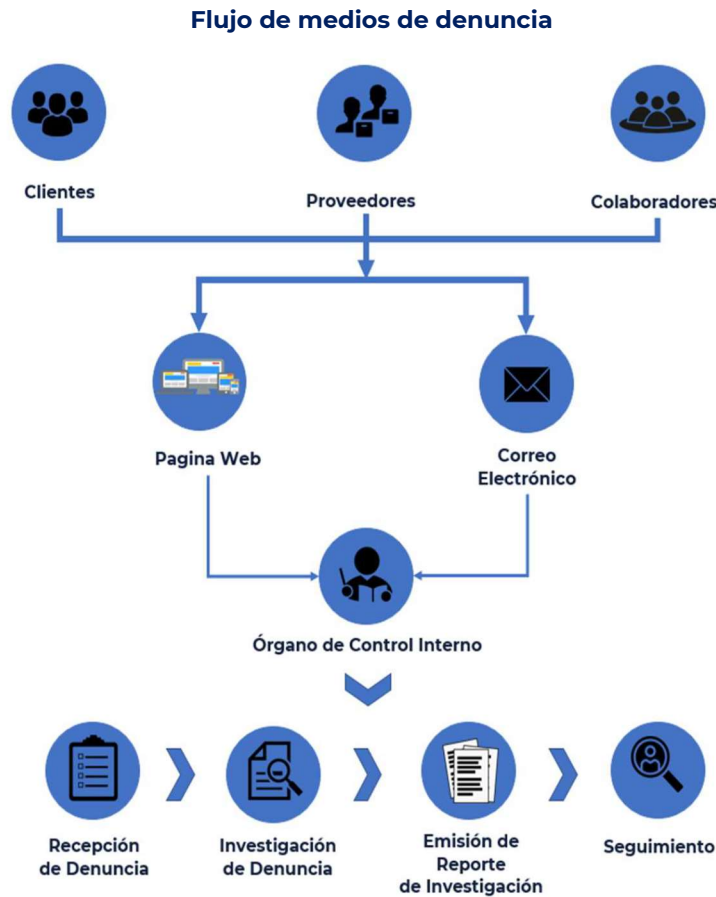 Flujo de medios de denuncia
Clientes
Proveedores
Colaboradores
Pagina Web
Correo
Electrónico
Órgano de Control Interno
Recepción
de Denuncia
Investigación
de Denuncia
Emisión de
Reporte
de Investigación
Seguimiento